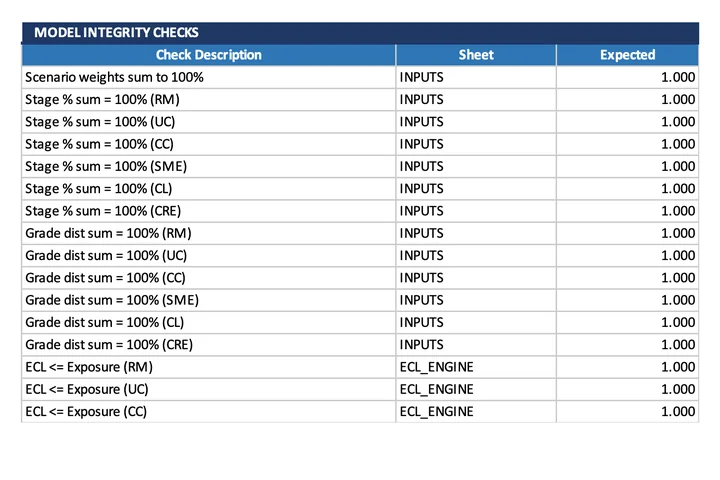 MODEL INTEGRITY CHECKS
Check Description Sheet Expected
Scenario weights sum to 100% INPUTS 1.000
Stage % sum = 100% (RM) INPUTS 1.000
Stage % sum = 100% (UC) INPUTS 1.000
Stage % sum = 100% (CC) INPUTS 1.000
Stage % sum = 100% (SME) INPUTS 1.000
Stage % sum = 100% (CL) INPUTS 1.000
Stage % sum = 100% (CRE) INPUTS 1.000
Grade dist sum = 100% (RM) INPUTS 1.000
Grade dist sum = 100% (UC) INPUTS 1.000
Grade dist sum = 100% (CC) INPUTS 1.000
Grade dist sum = 100% (SME) INPUTS 1.000
Grade dist sum = 100% (CL) INPUTS 1.000
Grade dist sum = 100% (CRE) INPUTS 1.000
ECL <= Exposure (RM) ECL_ENGINE 1.000
ECL <= Exposure (UC) ECL_ENGINE 1.000
ECL <= Exposure (CC) ECL_ENGINE 1.000